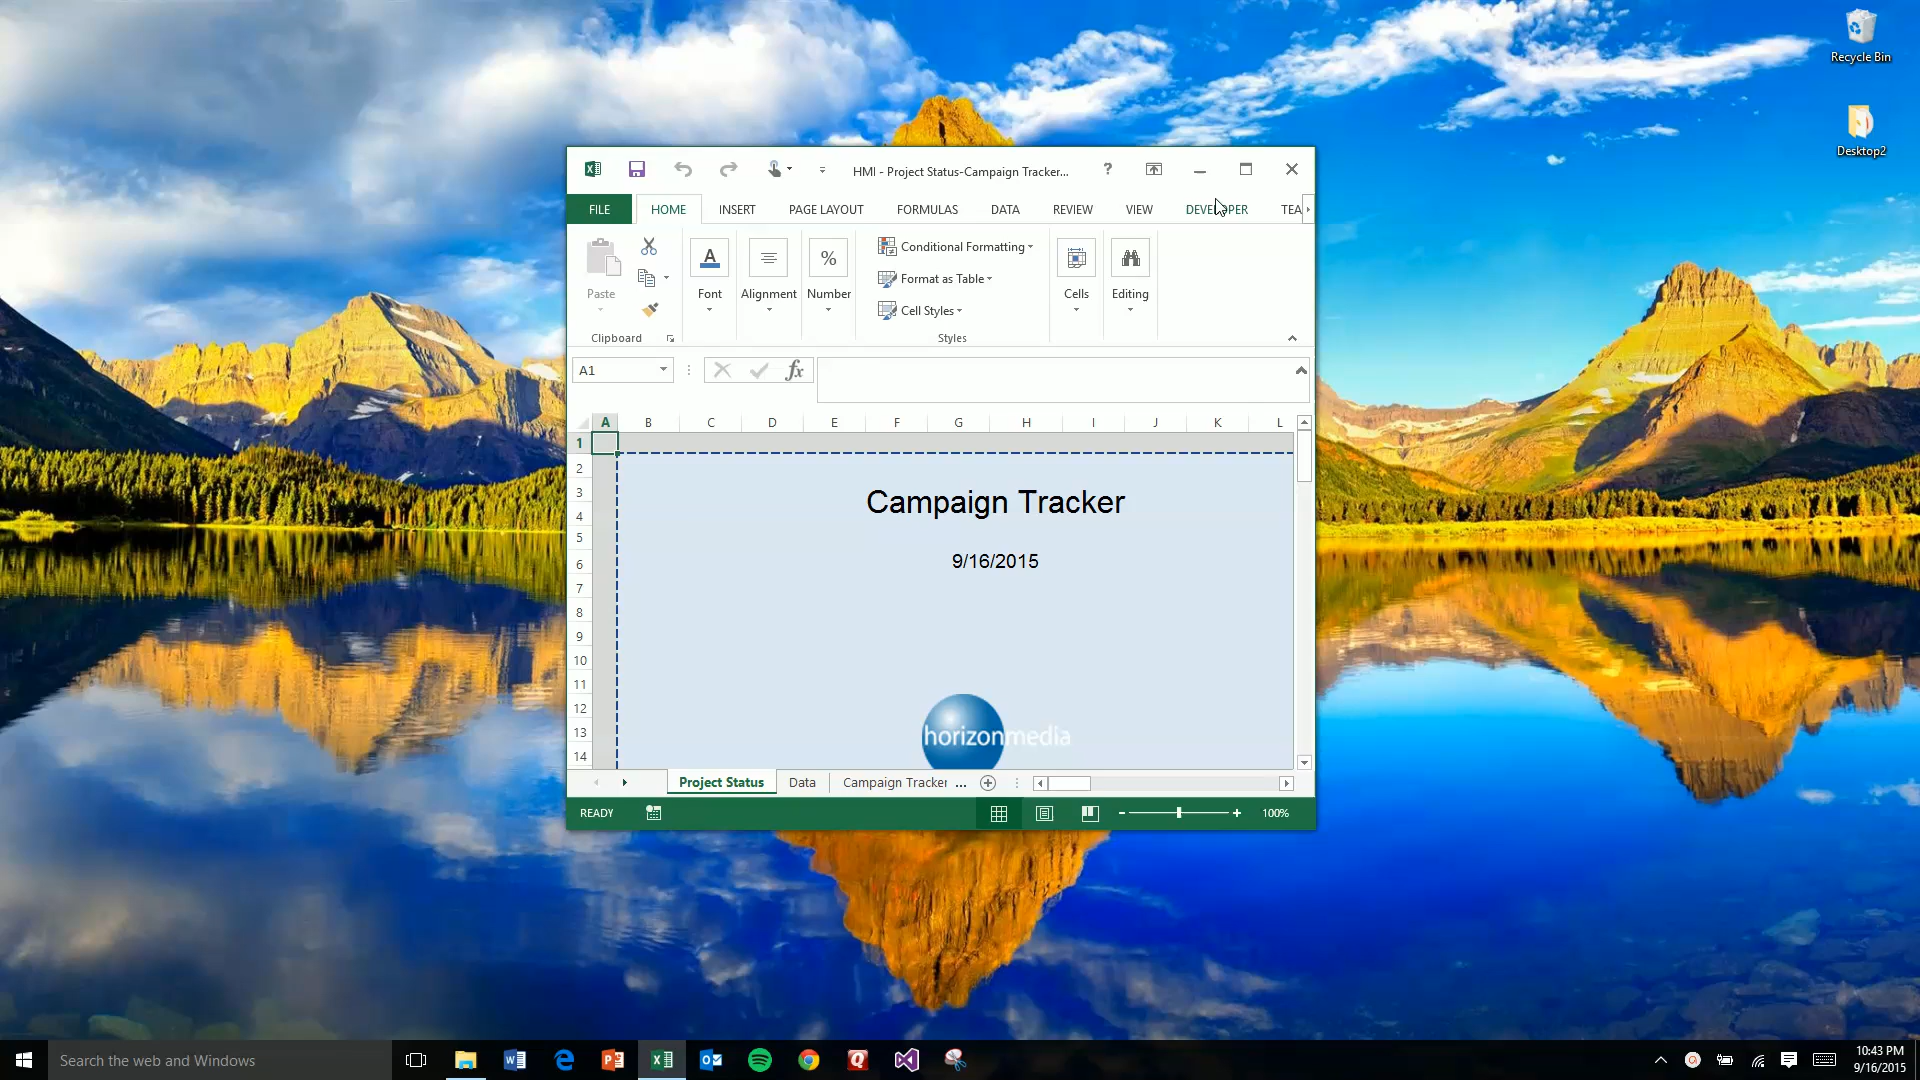 Recycle Bin
Desktop2
HMI - Project Status-Campaign Tracker...
?
FILE HOME INSERT PAGE LAYOUT FORMULAS DATA REVIEW VIEW DEVELOPER TEA
Paste
Clipboard
A
Font
Alignment
%
Number
Conditional Formatting
Format as Table
Cell Styles
Styles
Cells
Editing
A1
fx
A B C D E F G H I J K L
1
2
3
4
5
6
7
8
9
10
11
12
13
14
Campaign Tracker
9/16/2015
horizonmedia
Project Status Data Campaign Tracker ...
READY
100%
Search the web and Windows
10:43 PM
9/16/2015